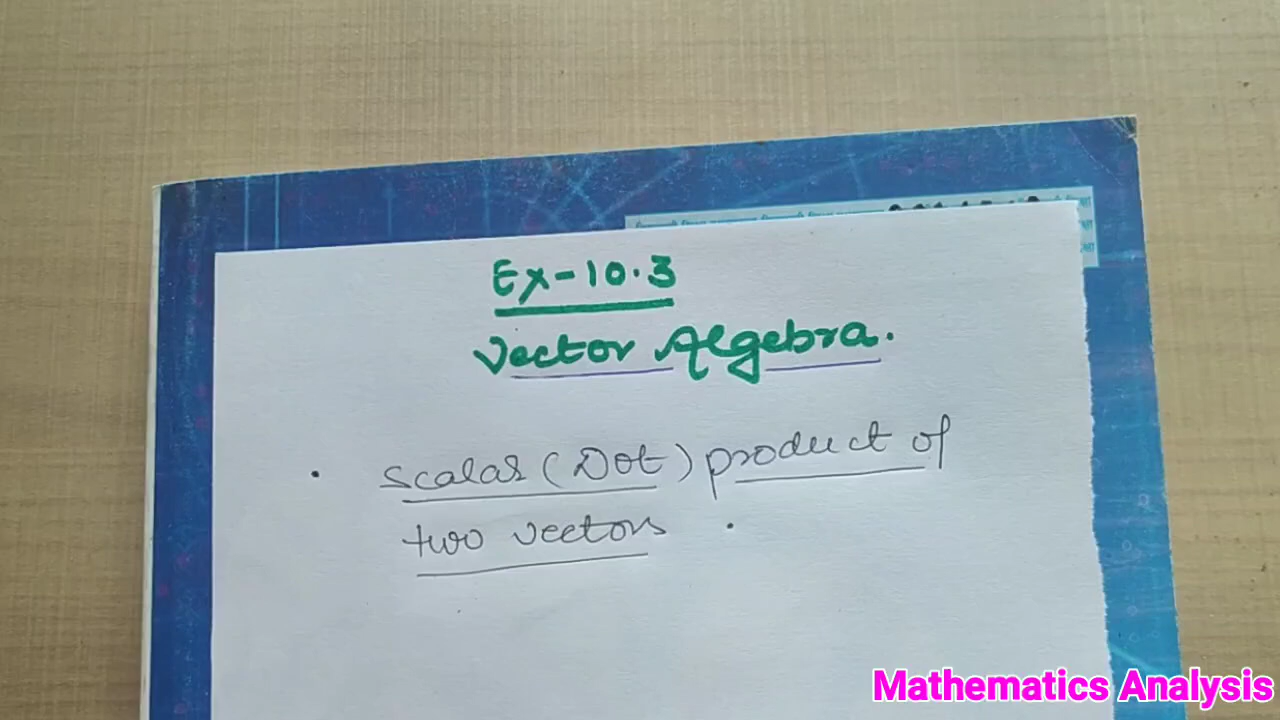 Ex-10.3
Vector Algebra.
• scalar (Dot) product of
two vectors .
Mathematics Analysis